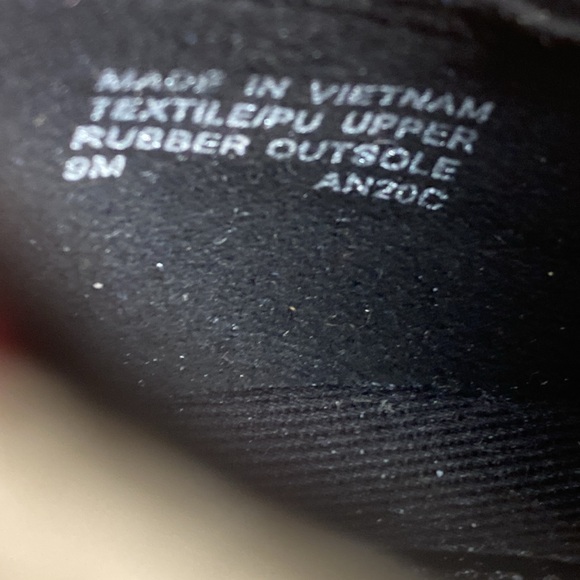 MADE IN VIETNAM
TEXTILE/PU UPPER
RUBBER OUTSOLE
9M AN20C